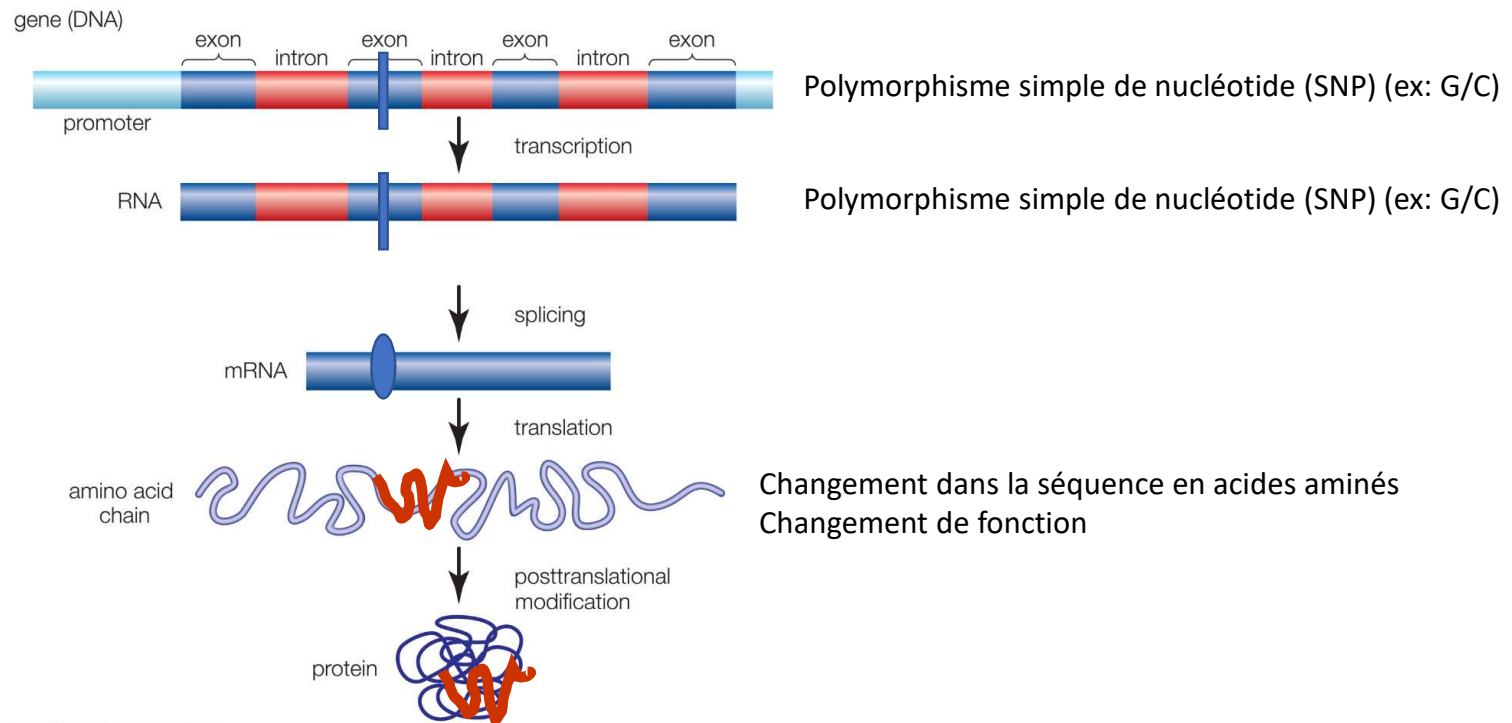 gene (DNA)
exon
intron
exon
intron
exon
intron
exon
promoter
Polymorphisme simple de nucléotide (SNP) (ex: G/C)
transcription
RNA
Polymorphisme simple de nucléotide (SNP) (ex: G/C)
splicing
mRNA
translation
amino acid
chain
Changement dans la séquence en acides aminés
Changement de fonction
posttranslational
modification
protein